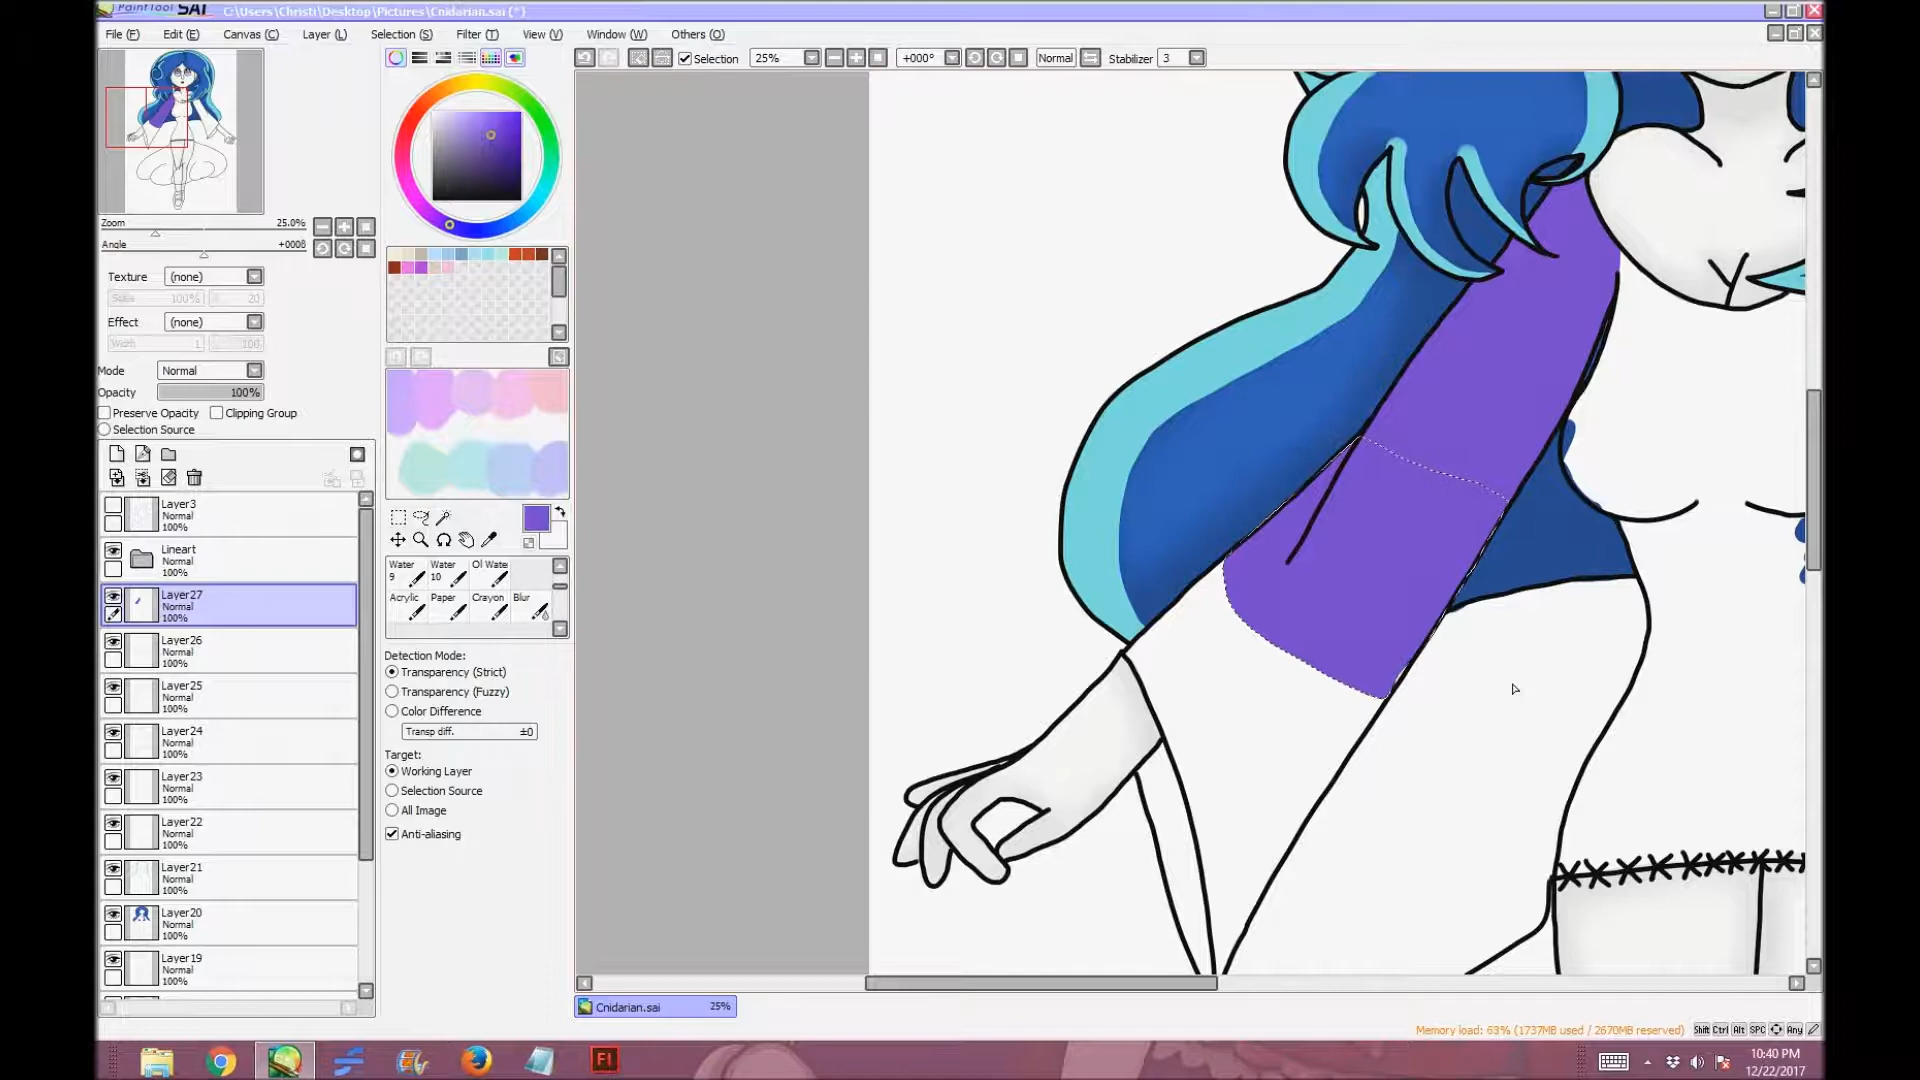 PaintTool SAI C:\Users\Christi\Desktop\Pictures\Cnidarian.sai (*)
File (F) Edit (E) Canvas (C) Layer (L) Selection (S) Filter (T) View (V) Window (W) Others (O)
Selection 25% +000° Normal Stabilizer 3
Zoom 25.0%
Angle +000ß
Texture (none)
Scale 100% 20
Effect (none)
Width 1 100
Mode Normal
Opacity 100%
Preserve Opacity Clipping Group
Selection Source
Layer3
Normal
100%
Lineart
Normal
100%
Layer27
Normal
100%
Layer26
Normal
100%
Layer25
Normal
100%
Layer24
Normal
100%
Layer23
Normal
100%
Layer22
Normal
100%
Layer21
Normal
100%
Layer20
Normal
100%
Layer19
Normal
100%
Water 9 Water 10 Ol Wate
Acrylic Paper Crayon Blur
Detection Mode:
Transparency (Strict)
Transparency (Fuzzy)
Color Difference
Transp diff. ±0
Target:
Working Layer
Selection Source
All Image
Anti-aliasing
Cnidarian.sai 25%
Memory load: 63% (1737MB used / 2670MB reserved) Shift Ctrl Alt SPC Any
Fl
10:40 PM
12/22/2017